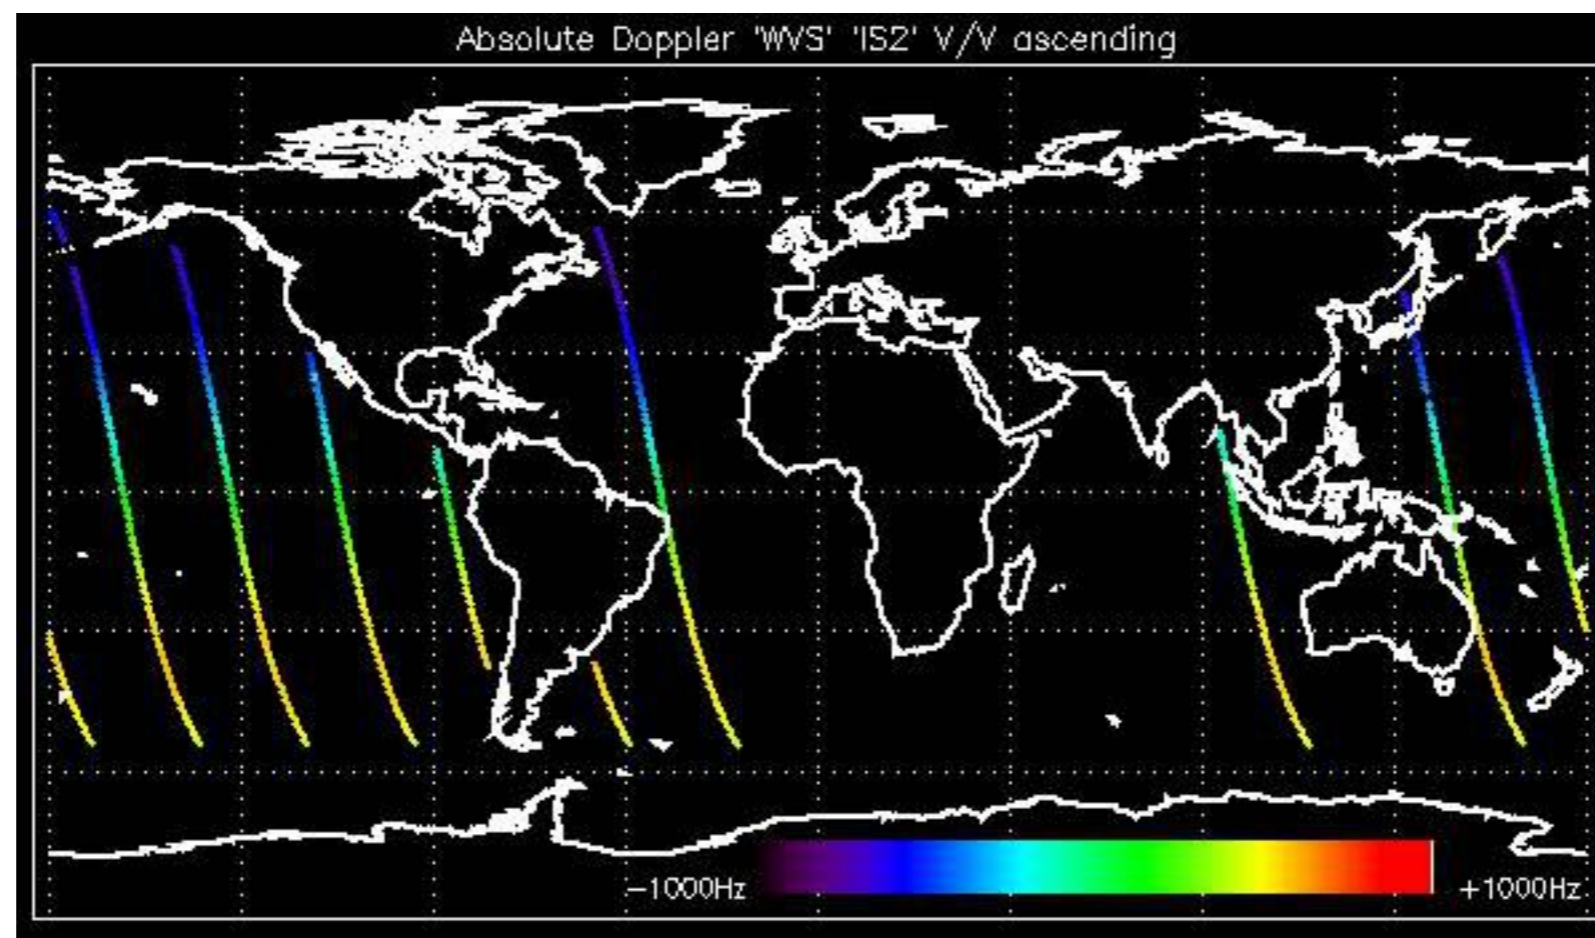 Absolute Doppler 'WVS' 'IS2' V/V ascending
−1000Hz +1000Hz